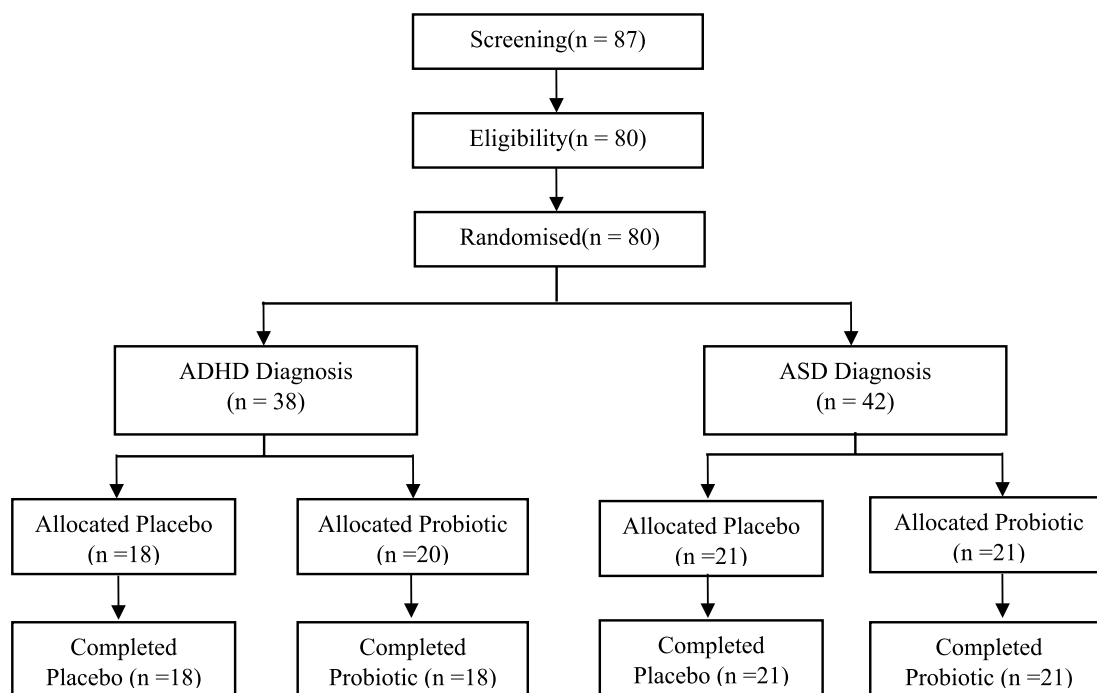 Screening(n = 87)
Eligibility(n = 80)
Randomised(n = 80)
ADHD Diagnosis
(n = 38)
ASD Diagnosis
(n = 42)
Allocated Placebo
(n =18)
Allocated Probiotic
(n =20)
Allocated Placebo
(n =21)
Allocated Probiotic
(n =21)
Completed
Placebo (n =18)
Completed
Probiotic (n =18)
Completed
Placebo (n =21)
Completed
Probiotic (n =21)